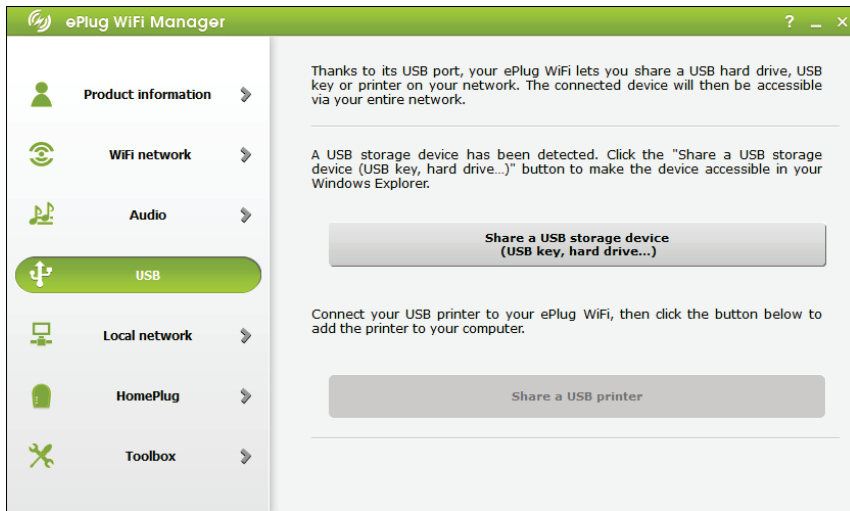 ePlug WiFi Manager
? _ ×
Product information
WiFi network
Audio
USB
Local network
HomePlug
Toolbox
Thanks to its USB port, your ePlug WiFi lets you share a USB hard drive, USB
key or printer on your network. The connected device will then be accessible
via your entire network.
A USB storage device has been detected. Click the "Share a USB storage
device (USB key, hard drive...)" button to make the device accessible in your
Windows Explorer.
Share a USB storage device
(USB key, hard drive...)
Connect your USB printer to your ePlug WiFi, then click the button below to
add the printer to your computer.
Share a USB printer